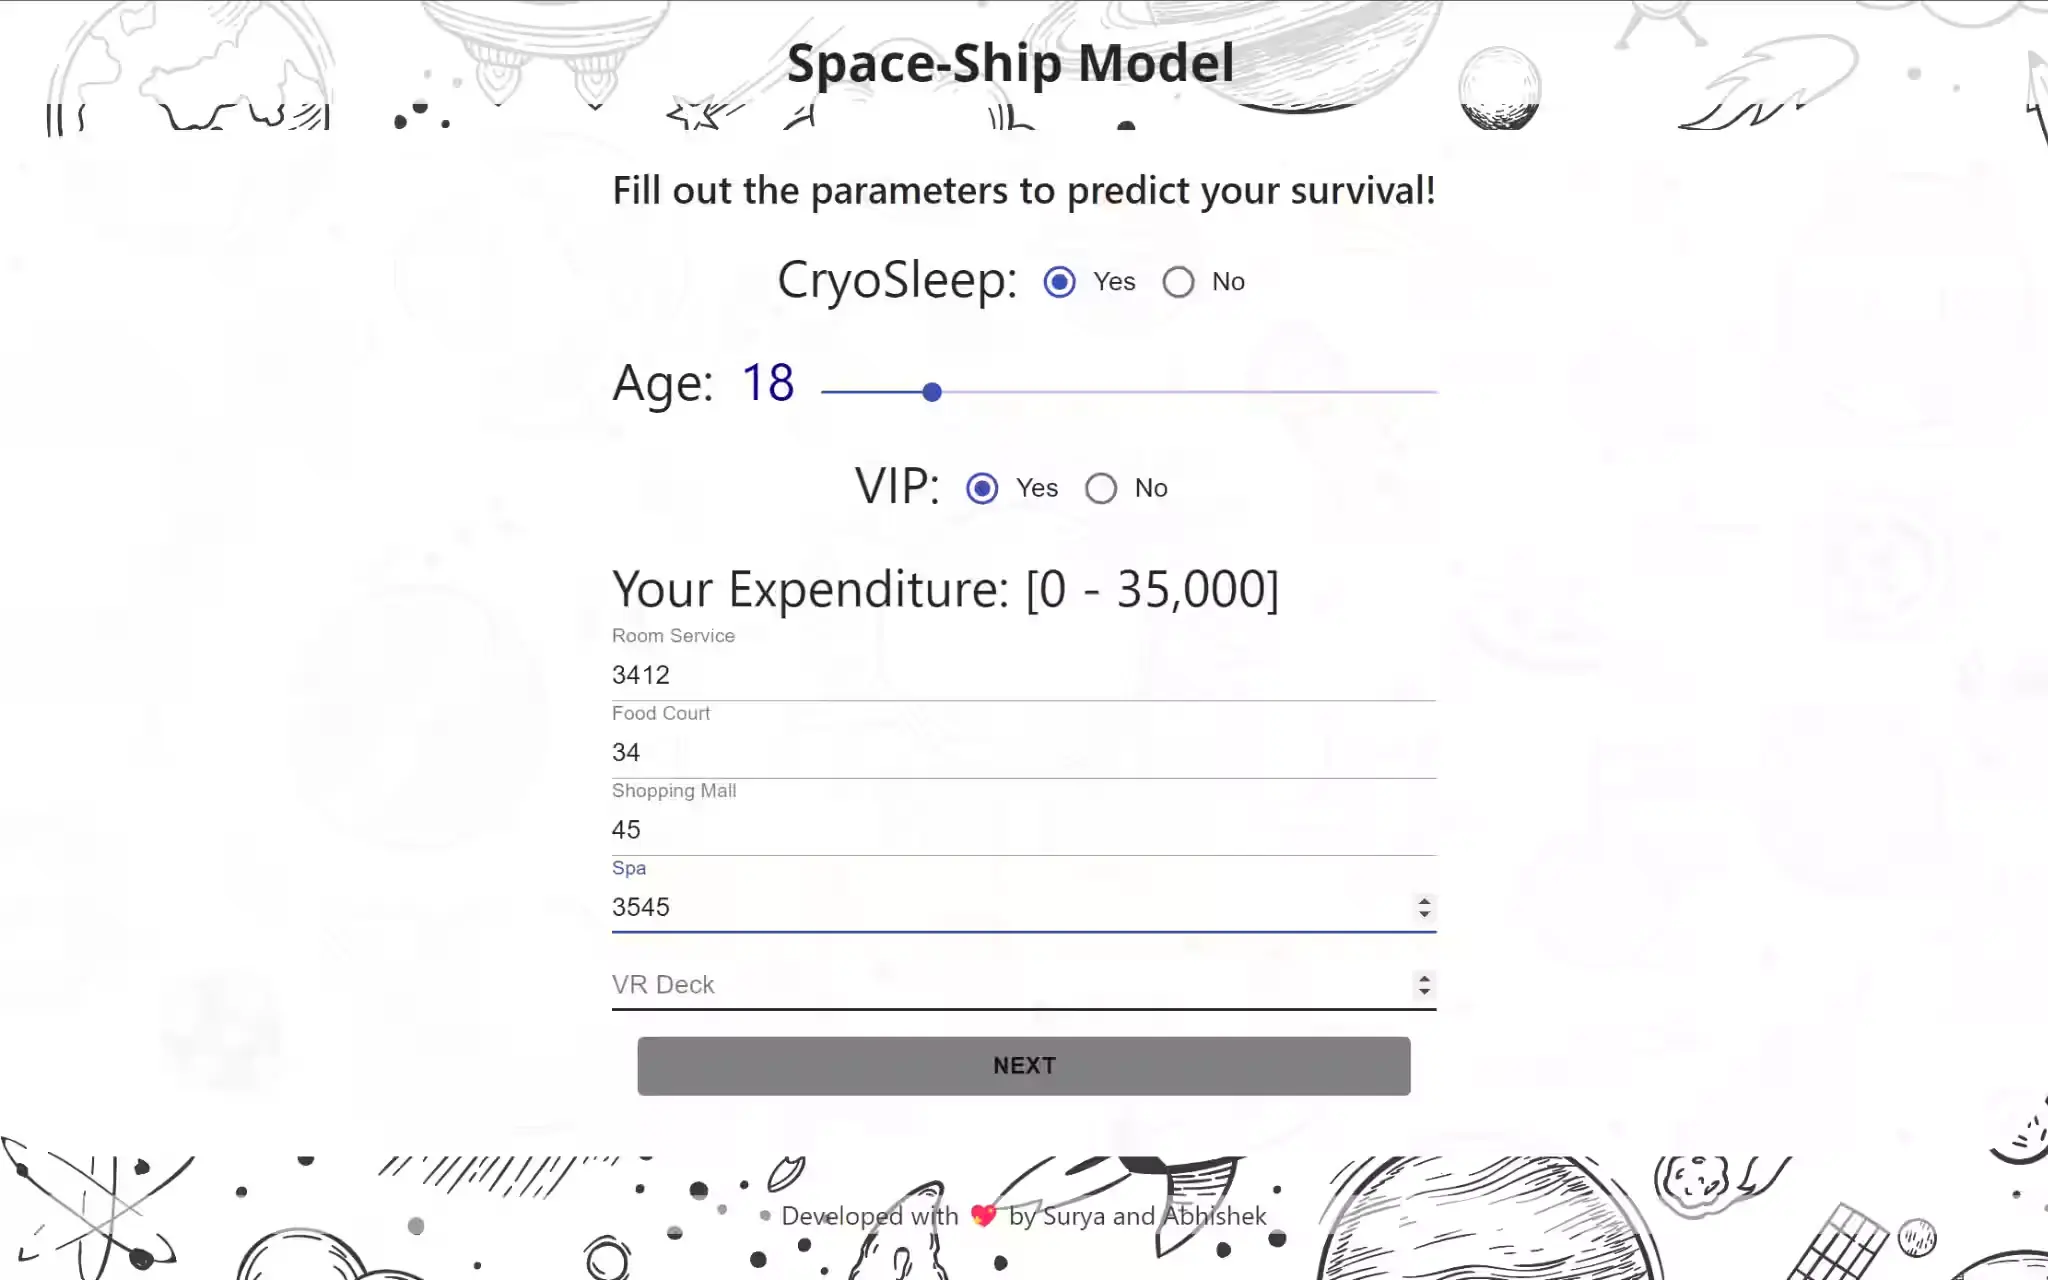 Space-Ship Model
Fill out the parameters to predict your survival!
CryoSleep: Yes No
Age: 18
VIP: Yes No
Your Expenditure: [0 - 35,000]
Room Service
3412
Food Court
34
Shopping Mall
45
Spa
3545
VR Deck
NEXT
Developed with 💖 by Surya and Abhishek